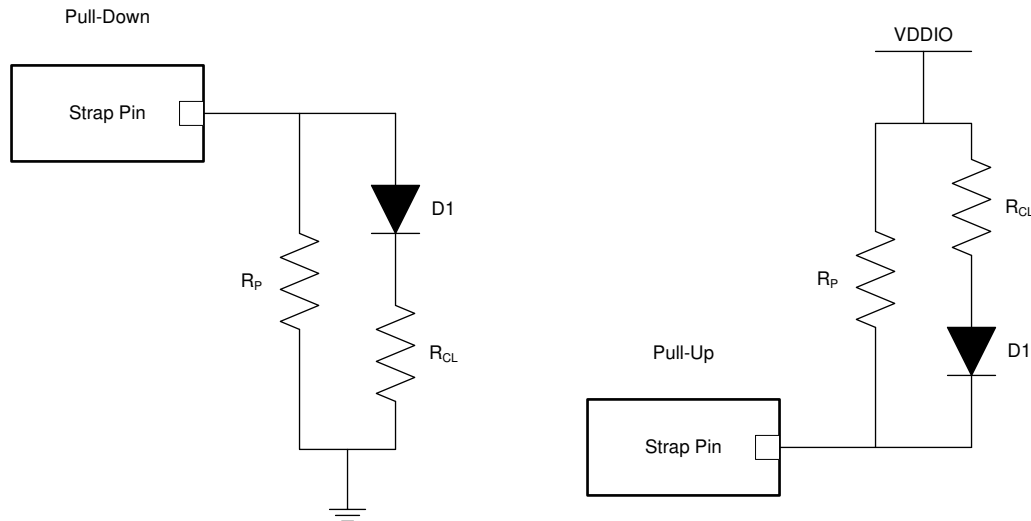 Pull-Down
Strap Pin
D1
RP
RCL
VDDIO
RCL
RP
D1
Pull-Up
Strap Pin